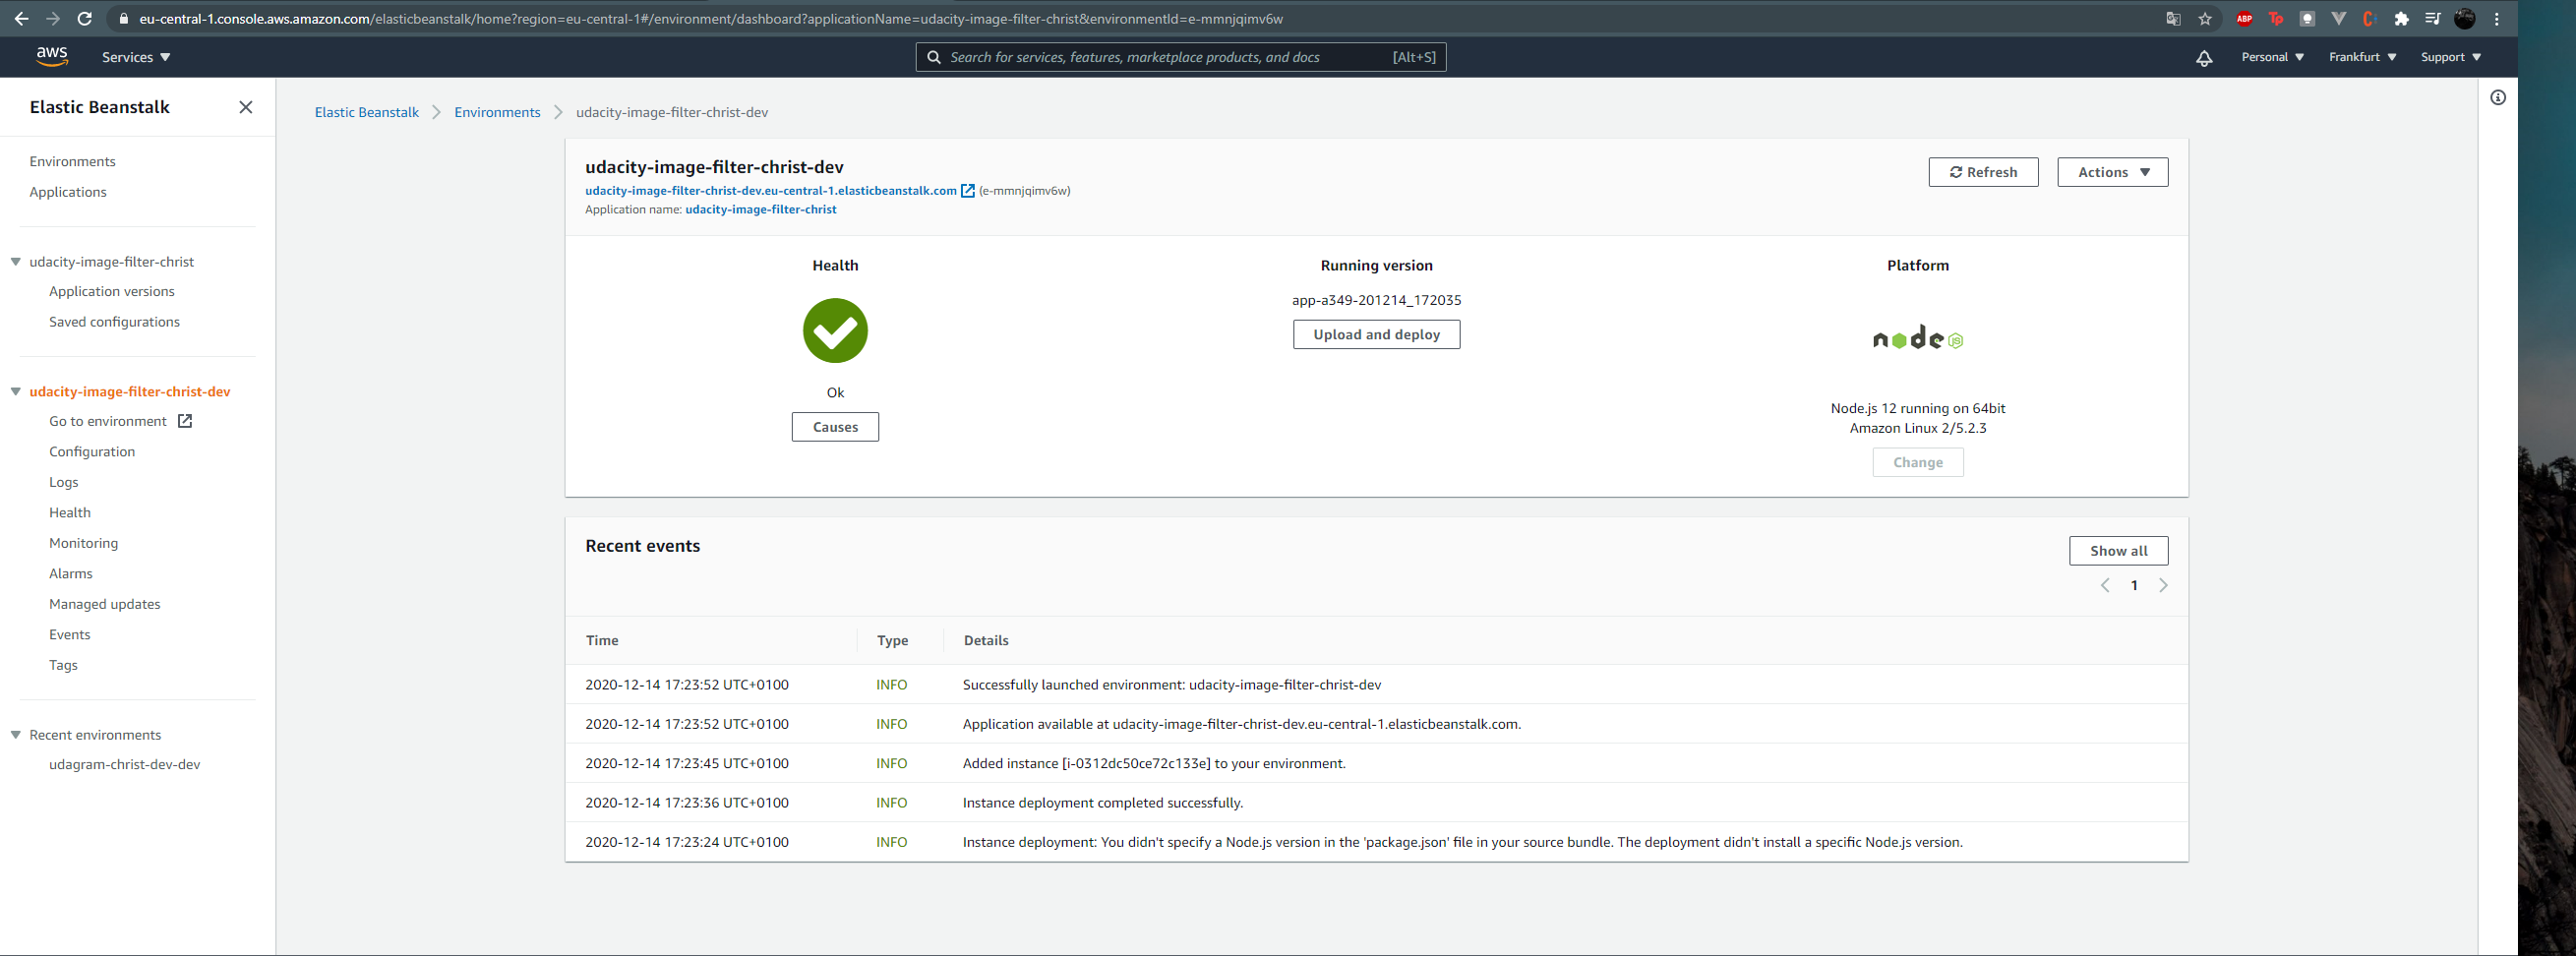 eu-central-1.console.aws.amazon.com/elasticbeanstalk/home?region=eu-central-1#/environment/dashboard?applicationName=udacity-image-filter-christ&environmentId=e-mmnjqimv6w
ABP
Tp
aws
Services
Search for services, features, marketplace products, and docs
[Alt+S]
Personal
Frankfurt
Support
Elastic Beanstalk
Environments
Applications
udacity-image-filter-christ
Application versions
Saved configurations
udacity-image-filter-christ-dev
Go to environment
Configuration
Logs
Health
Monitoring
Alarms
Managed updates
Events
Tags
Recent environments
udagram-christ-dev-dev
Elastic Beanstalk
Environments
udacity-image-filter-christ-dev
udacity-image-filter-christ-dev
udacity-image-filter-christ-dev.eu-central-1.elasticbeanstalk.com (e-mmnjqimv6w)
Application name: udacity-image-filter-christ
Refresh
Actions
Health
Ok
Causes
Running version
app-a349-201214_172035
Upload and deploy
Platform
node
JS
Node.js 12 running on 64bit
Amazon Linux 2/5.2.3
Change
Recent events
Show all
1
Time Type Details
2020-12-14 17:23:52 UTC+0100 INFO Successfully launched environment: udacity-image-filter-christ-dev
2020-12-14 17:23:52 UTC+0100 INFO Application available at udacity-image-filter-christ-dev.eu-central-1.elasticbeanstalk.com.
2020-12-14 17:23:45 UTC+0100 INFO Added instance [i-0312dc50ce72c133e] to your environment.
2020-12-14 17:23:36 UTC+0100 INFO Instance deployment completed successfully.
2020-12-14 17:23:24 UTC+0100 INFO Instance deployment: You didn't specify a Node.js version in the 'package.json' file in your source bundle. The deployment didn't install a specific Node.js version.